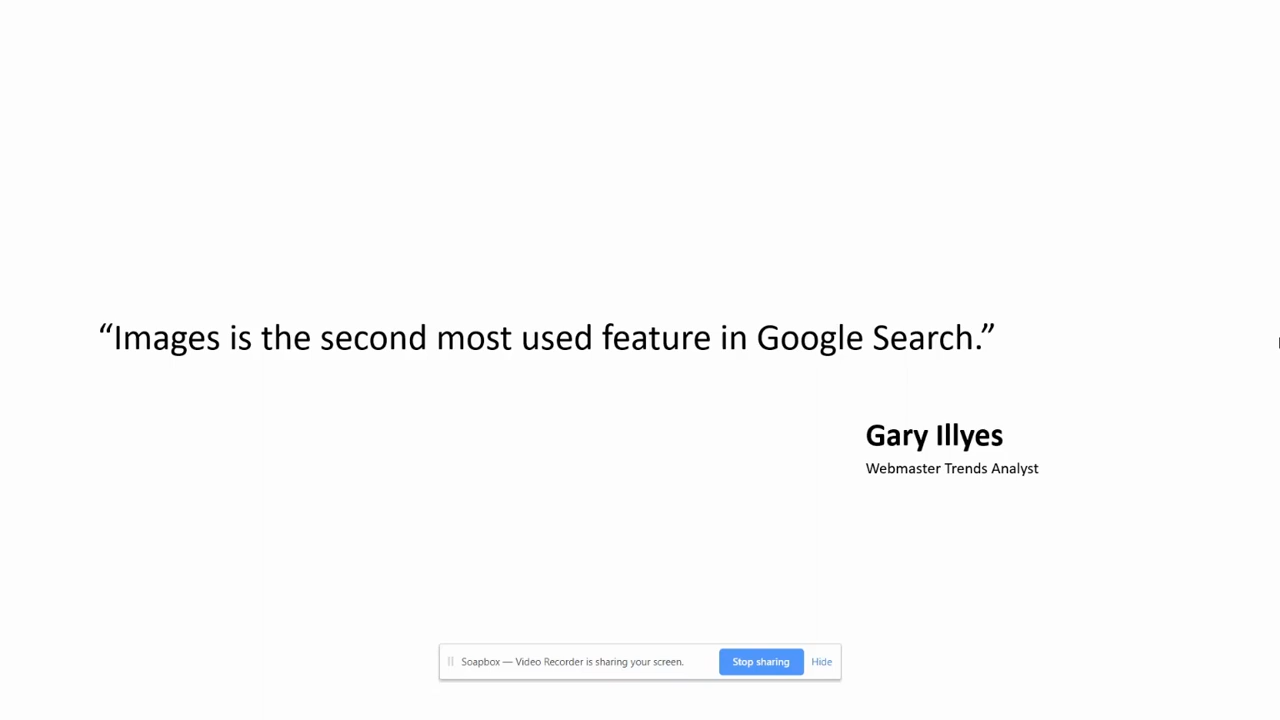 “Images is the second most used feature in Google Search.”
Gary Illyes
Webmaster Trends Analyst
Soapbox — Video Recorder is sharing your screen. Stop sharing Hide